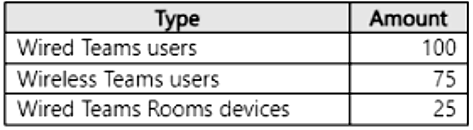 Type Amount
Wired Teams users 100
Wireless Teams users 75
Wired Teams Rooms devices 25